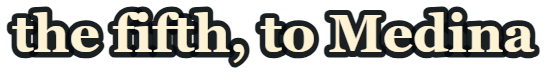 the fifth, to Medina